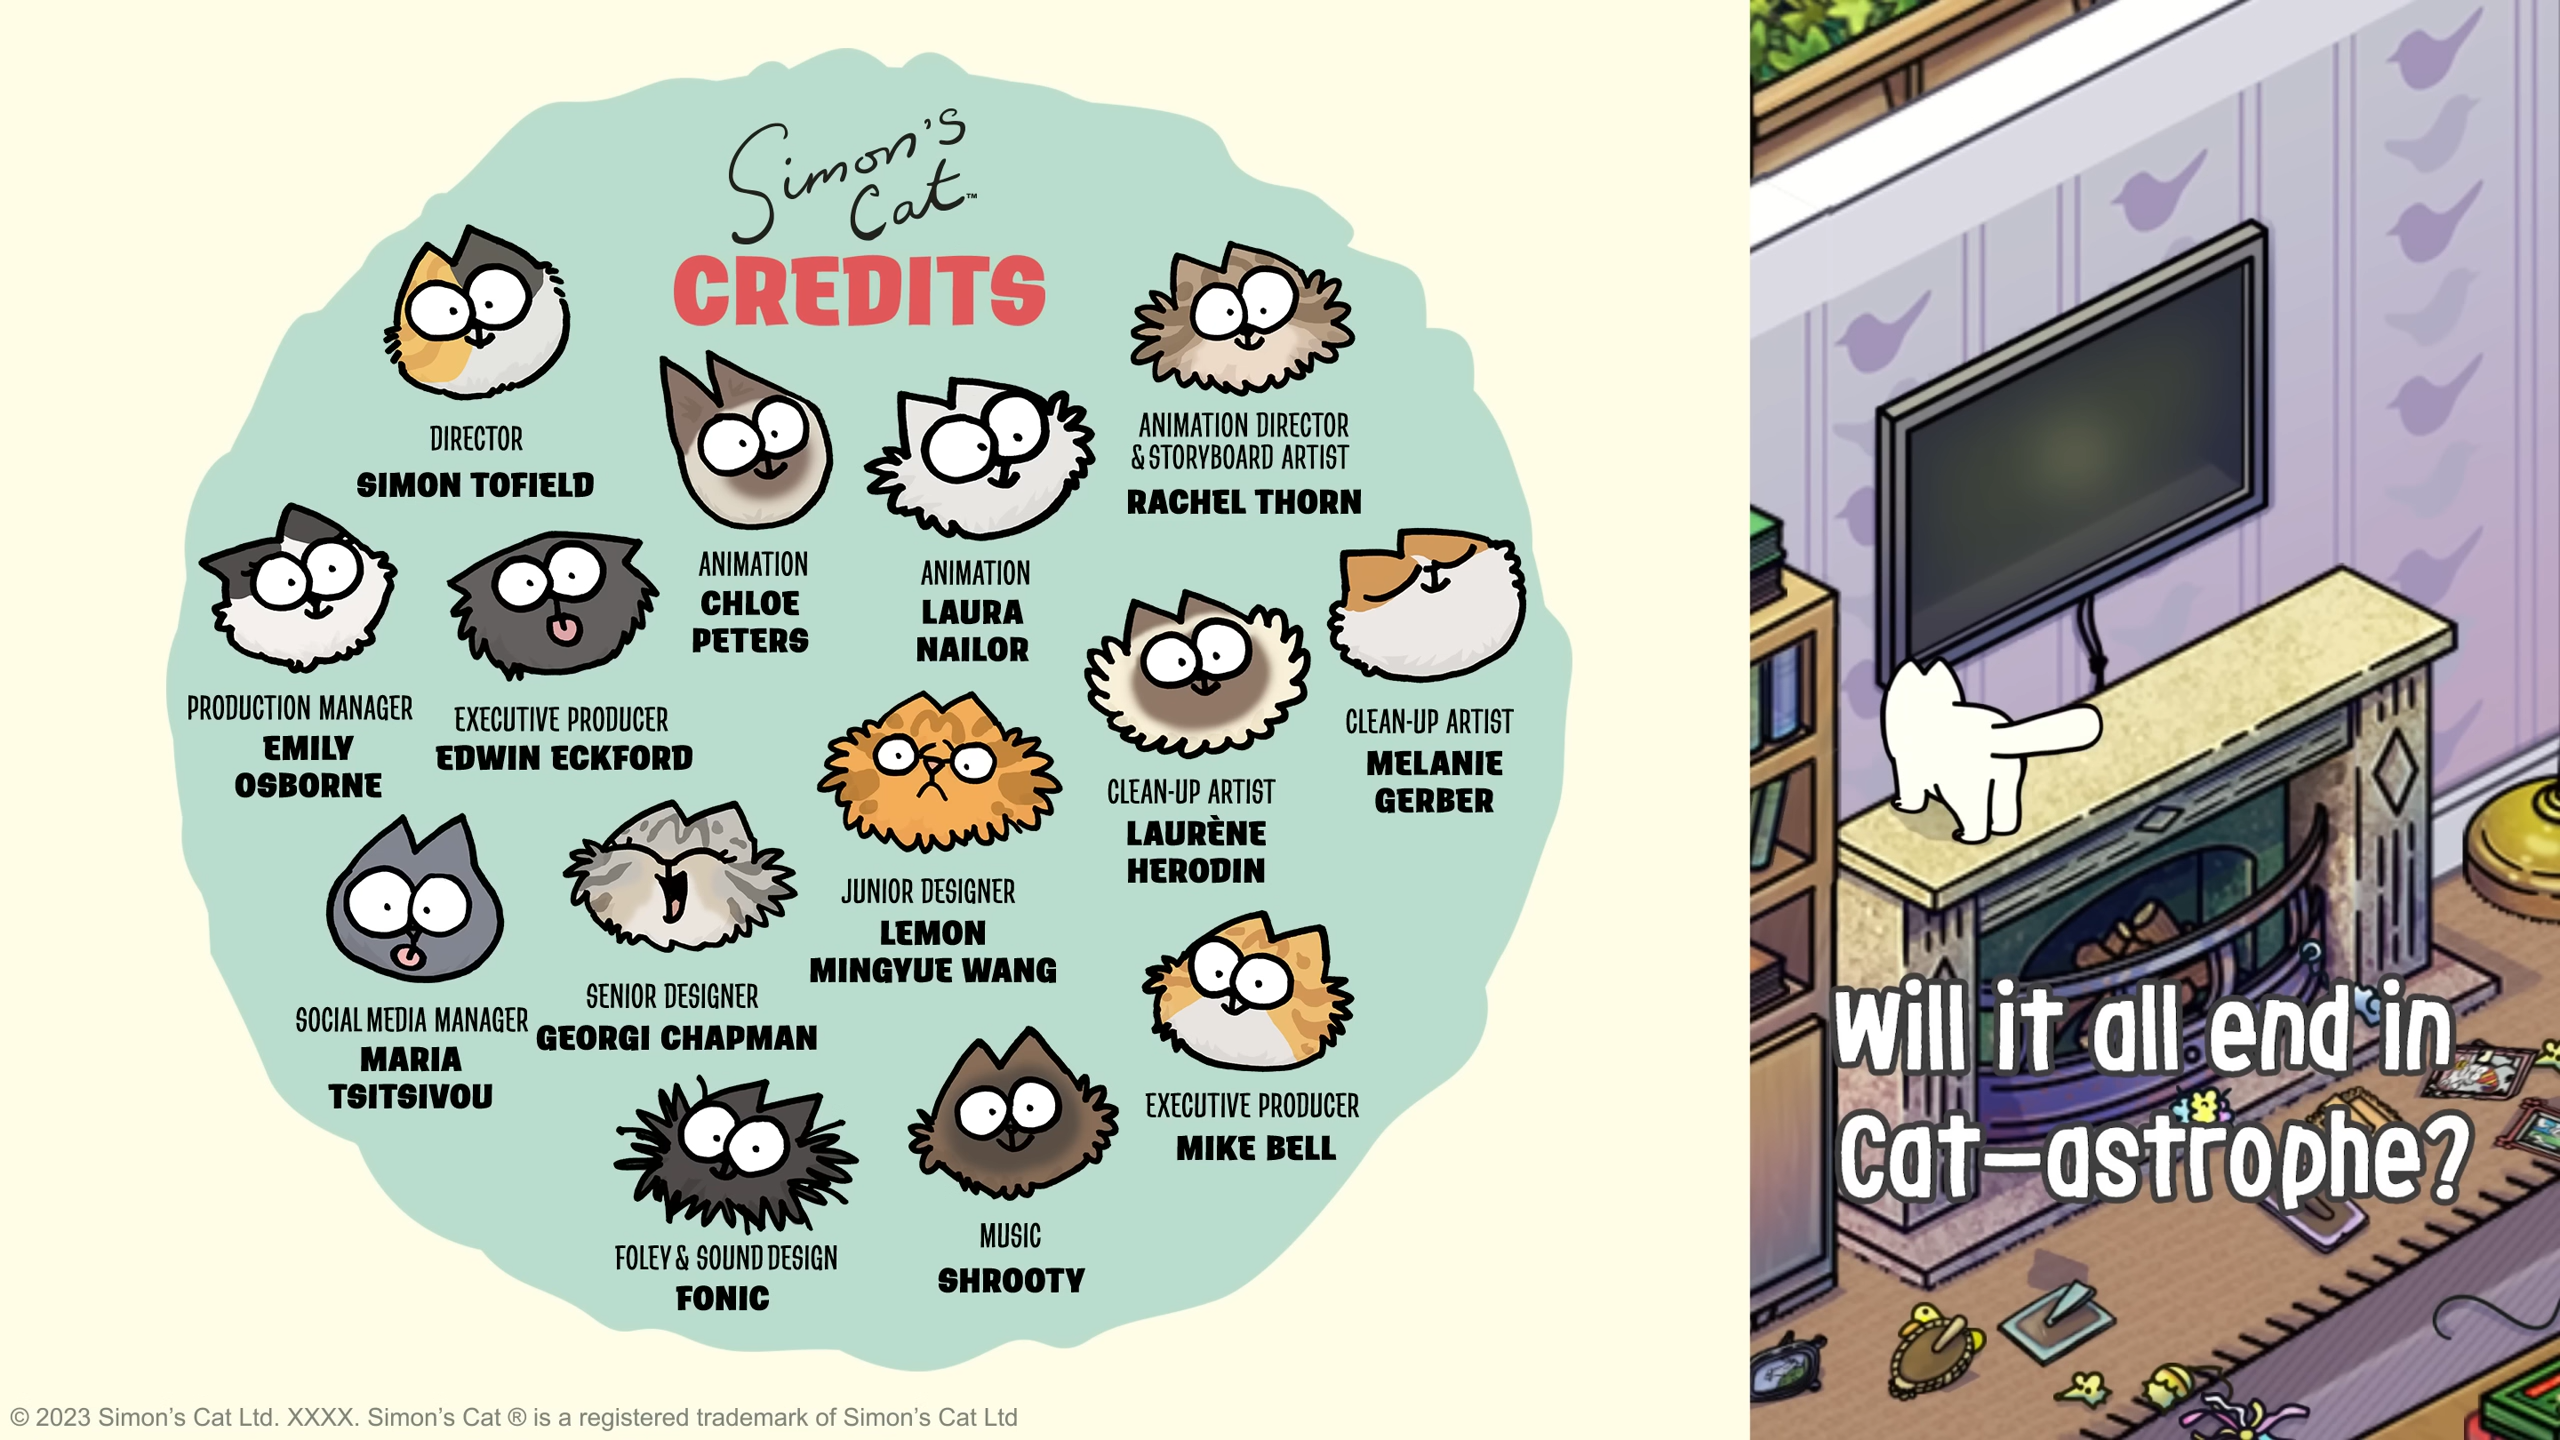 Simon's
Cat™
CREDITS
DIRECTOR
SIMON TOFIELD
ANIMATION DIRECTOR
& STORYBOARD ARTIST
RACHEL THORN
ANIMATION
CHLOE
PETERS
ANIMATION
LAURA
NAILOR
PRODUCTION MANAGER
EMILY
OSBORNE
EXECUTIVE PRODUCER
EDWIN ECKFORD
CLEAN-UP ARTIST
LAURÈNE
HERODIN
CLEAN-UP ARTIST
MELANIE
GERBER
SOCIAL MEDIA MANAGER
MARIA
TSITSIVOU
SENIOR DESIGNER
GEORGI CHAPMAN
JUNIOR DESIGNER
LEMON
MINGYUE WANG
EXECUTIVE PRODUCER
MIKE BELL
FOLEY & SOUND DESIGN
FONIC
MUSIC
SHROOTY
© 2023 Simon's Cat Ltd. XXXX. Simon's Cat ® is a registered trademark of Simon's Cat Ltd
Will it all end in
Cat-astrophe?